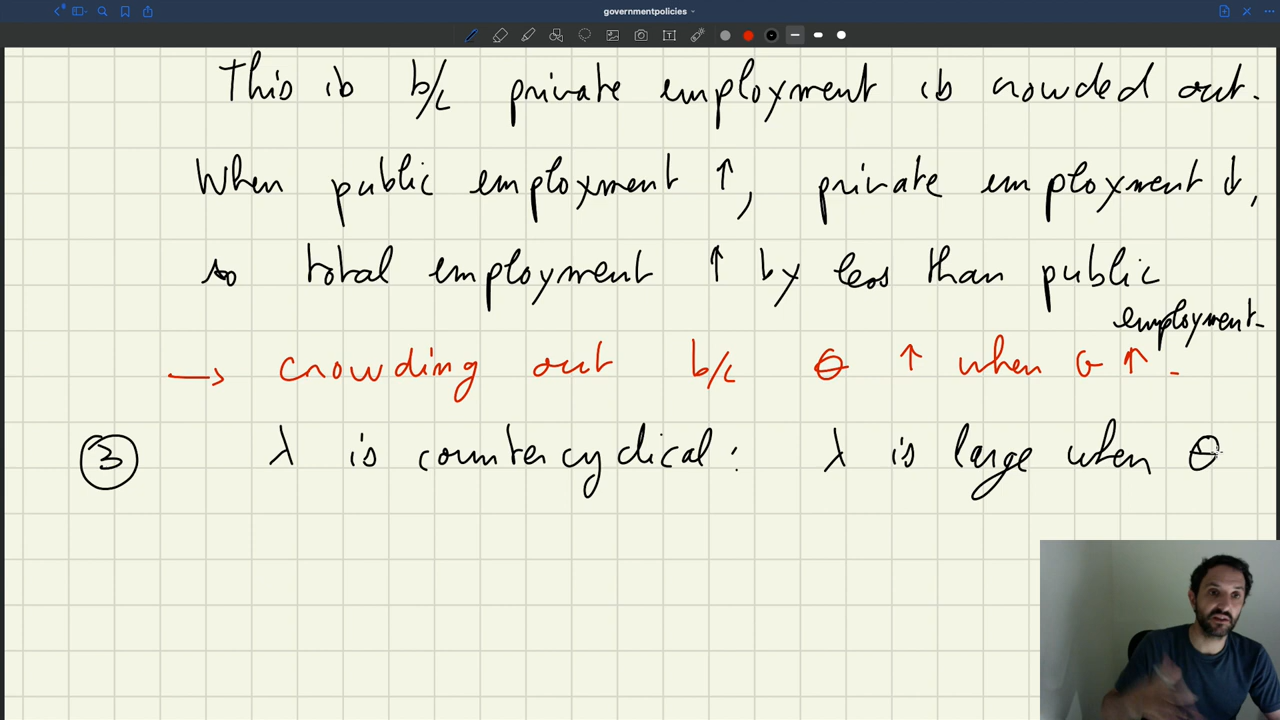 governmentpolicies
This is b/c private employment is crowded out.
When public employment ↑, private employment ↓,
so total employment ↑ by less than public
employment.
→ crowding out b/c θ ↑ when G ↑.
③ λ is countercyclical: λ is large when θ